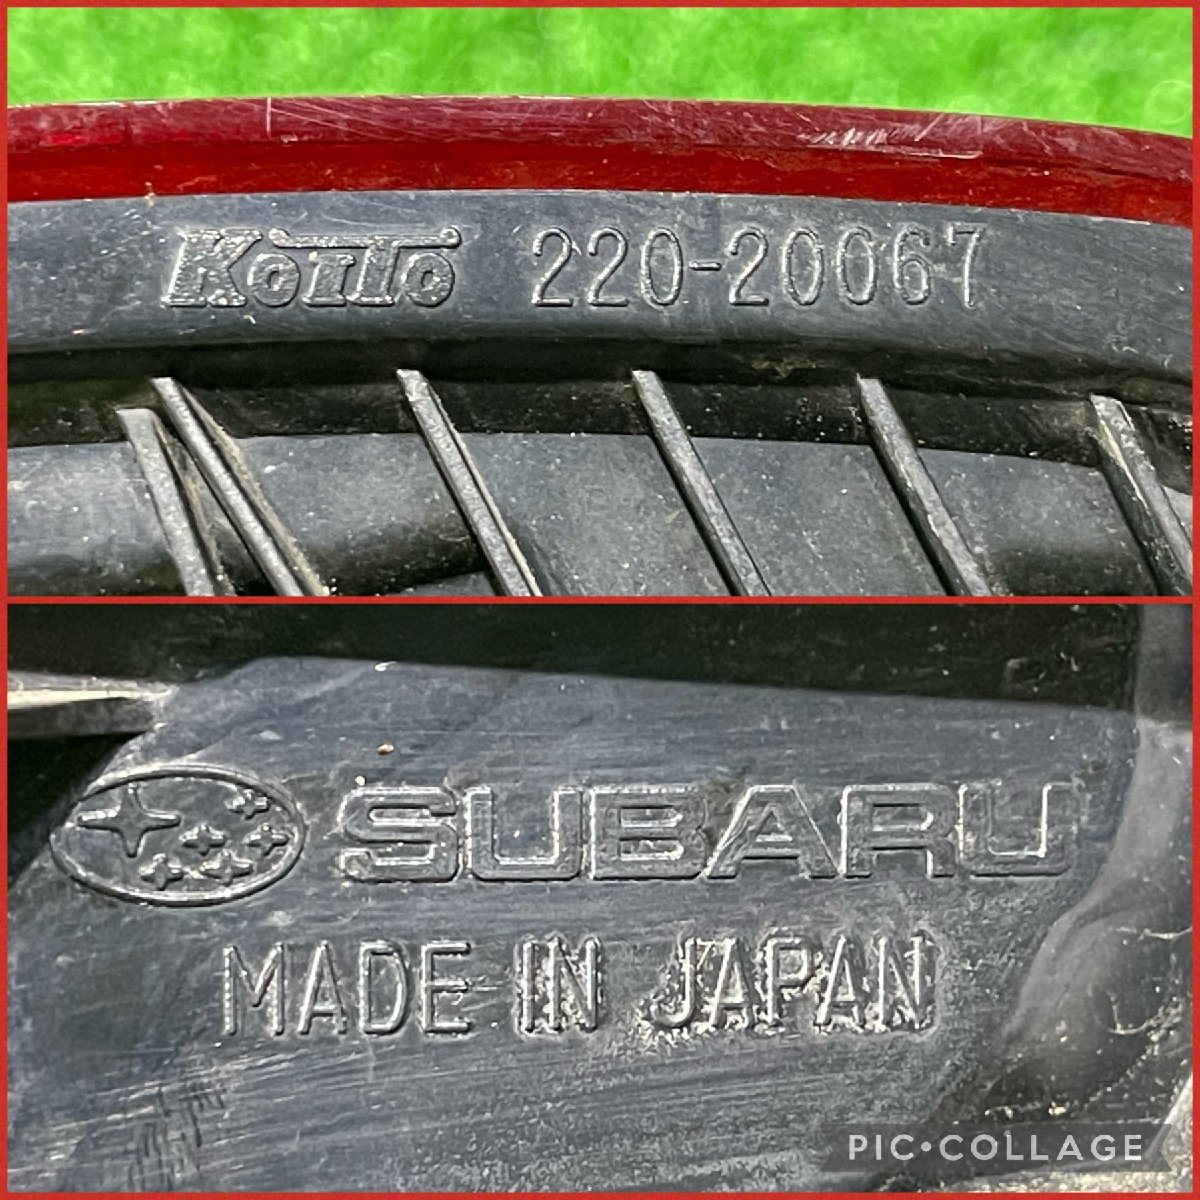 KoITO 220-20067
SUBARU
MADE IN JAPAN
PIC•COLLAGE